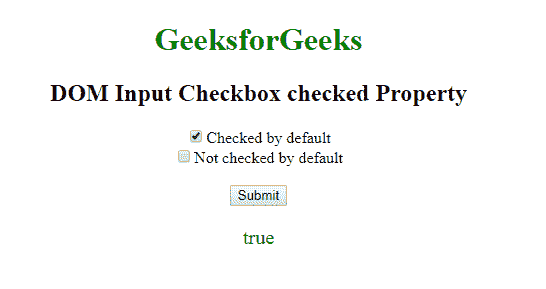 GeeksforGeeks
DOM Input Checkbox checked Property
Checked by default
Not checked by default
Submit
true